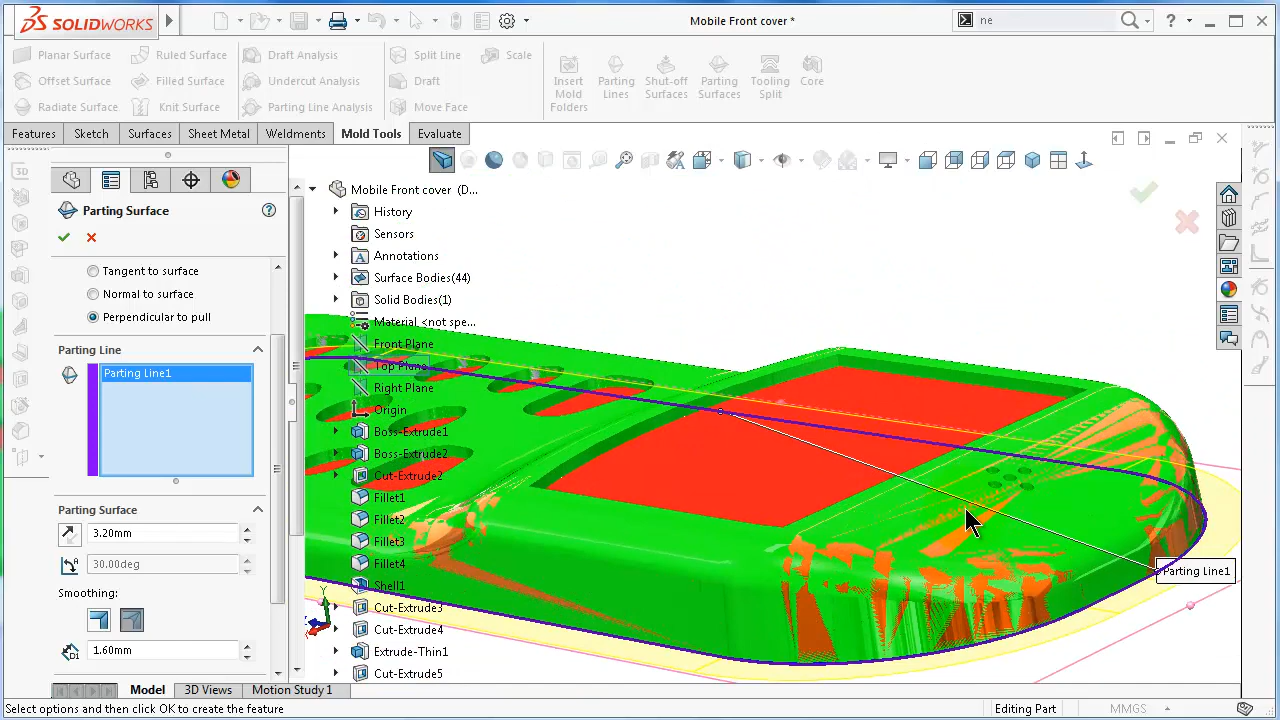 SOLIDWORKS
Mobile Front cover *
ne
Planar Surface
Ruled Surface
Draft Analysis
Split Line
Scale
Offset Surface
Filled Surface
Undercut Analysis
Draft
Radiate Surface
Knit Surface
Parting Line Analysis
Move Face
Insert Mold Folders
Parting Lines
Shut-off Surfaces
Parting Surfaces
Tooling Split
Core
Features
Sketch
Surfaces
Sheet Metal
Weldments
Mold Tools
Evaluate
Parting Surface
Tangent to surface
Normal to surface
Perpendicular to pull
Parting Line
Parting Line1
Parting Surface
3.20mm
30.00deg
Smoothing:
1.60mm
Mobile Front cover (D...
History
Sensors
Annotations
Surface Bodies(44)
Solid Bodies(1)
Material <not spe...
Front Plane
Top Plane
Right Plane
Origin
Boss-Extrude1
Boss-Extrude2
Cut-Extrude2
Fillet1
Fillet2
Fillet3
Fillet4
Shell1
Cut-Extrude3
Cut-Extrude4
Extrude-Thin1
Cut-Extrude5
Parting Line1
Model
3D Views
Motion Study 1
Select options and then click OK to create the feature
Editing Part
MMGS